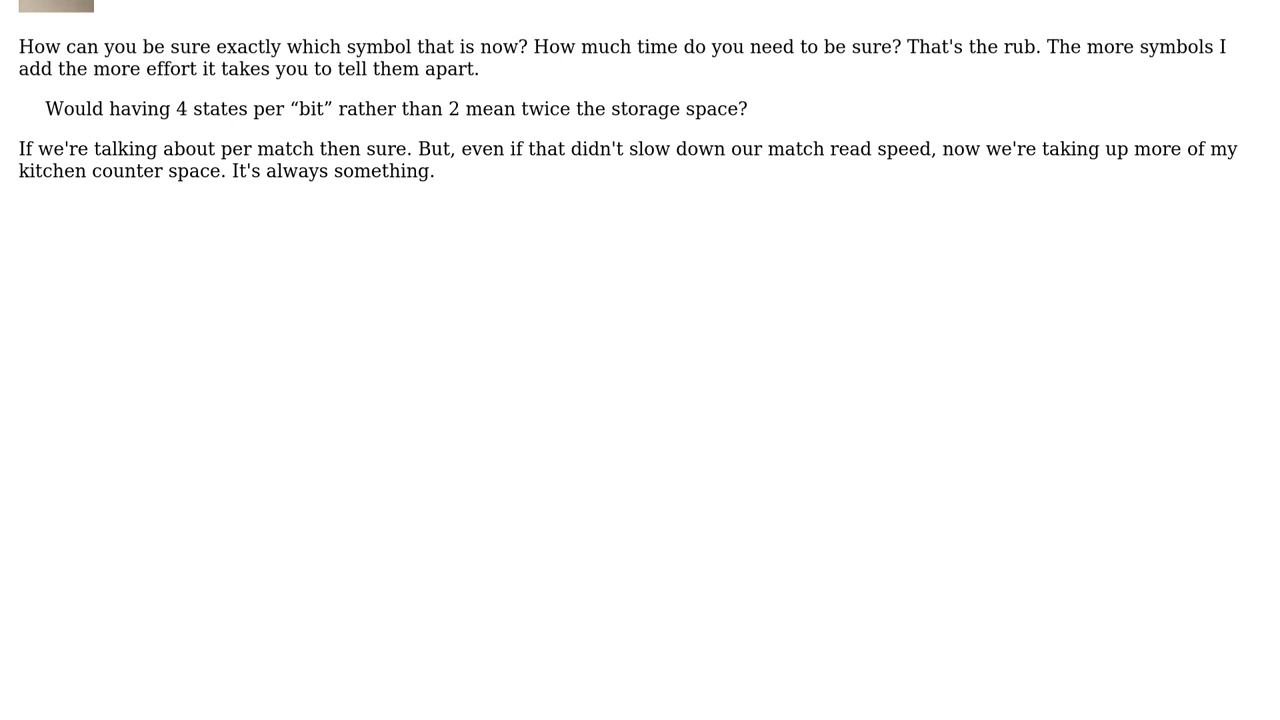 How can you be sure exactly which symbol that is now? How much time do you need to be sure? That's the rub. The more symbols I
add the more effort it takes you to tell them apart.
Would having 4 states per “bit” rather than 2 mean twice the storage space?
If we're talking about per match then sure. But, even if that didn't slow down our match read speed, now we're taking up more of my
kitchen counter space. It's always something.